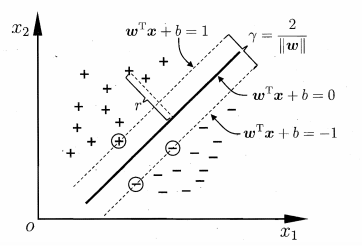 x₂
wᵀx + b = 1
γ = 2 / ||w||
r
wᵀx + b = 0
wᵀx + b = −1
O
x₁